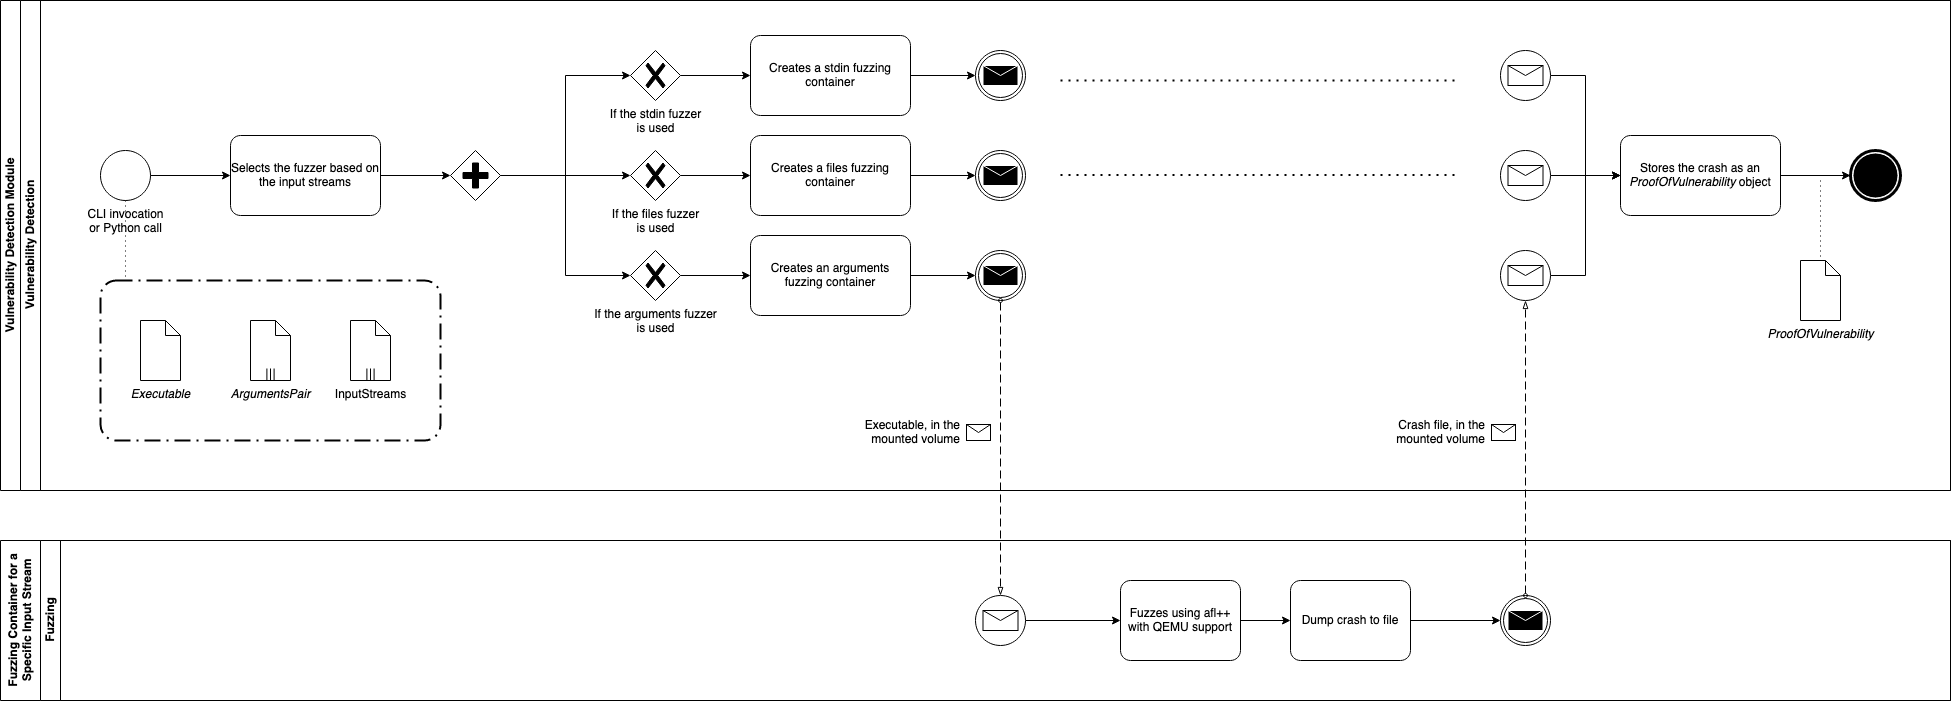 Vulnerability Detection Module
Vulnerability Detection
CLI invocation
or Python call
Selects the fuzzer based on
the input streams
If the stdin fuzzer
is used
Creates a stdin fuzzing
container
If the files fuzzer
is used
Creates a files fuzzing
container
If the arguments fuzzer
is used
Creates an arguments
fuzzing container
Stores the crash as an
ProofOfVulnerability object
ProofOfVulnerability
Executable
ArgumentsPair
InputStreams
Executable, in the
mounted volume
Crash file, in the
mounted volume
Fuzzing Container for a
Specific Input Stream
Fuzzing
Fuzzes using afl++
with QEMU support
Dump crash to file